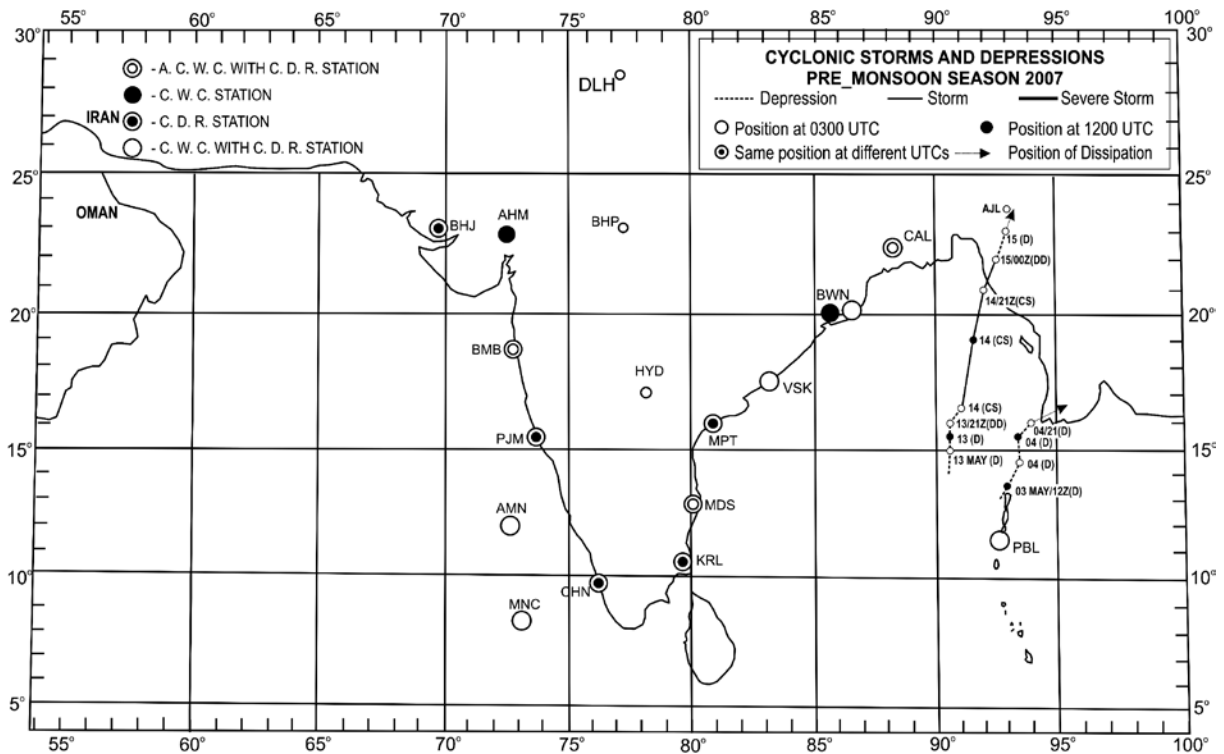 55° 60° 65° 70° 75° 80° 85° 90° 95° 100°
30° 30°
- A. C. W. C. WITH C. D. R. STATION
- C. W. C. STATION
- C. D. R. STATION
- C. W. C. WITH C. D. R. STATION
CYCLONIC STORMS AND DEPRESSIONS
PRE_MONSOON SEASON 2007
Depression Storm Severe Storm
Position at 0300 UTC Position at 1200 UTC
Same position at different UTCs Position of Dissipation
DLH
IRAN
25° 25°
OMAN
BHJ
AHM
BHP
CAL
AJL
15 (D)
15/00Z(DD)
BWN
14/21Z(CS)
20° 20°
14 (CS)
BMB
HYD
VSK
14 (CS)
13/21Z(DD)
04/21(D)
PJM
MPT
13 (D)
04 (D)
15° 15°
13 MAY (D)
04 (D)
03 MAY/12Z(D)
AMN
MDS
PBL
KRL
10° 10°
CHN
MNC
5° 5°
55° 60° 65° 70° 75° 80° 85° 90° 95° 100°